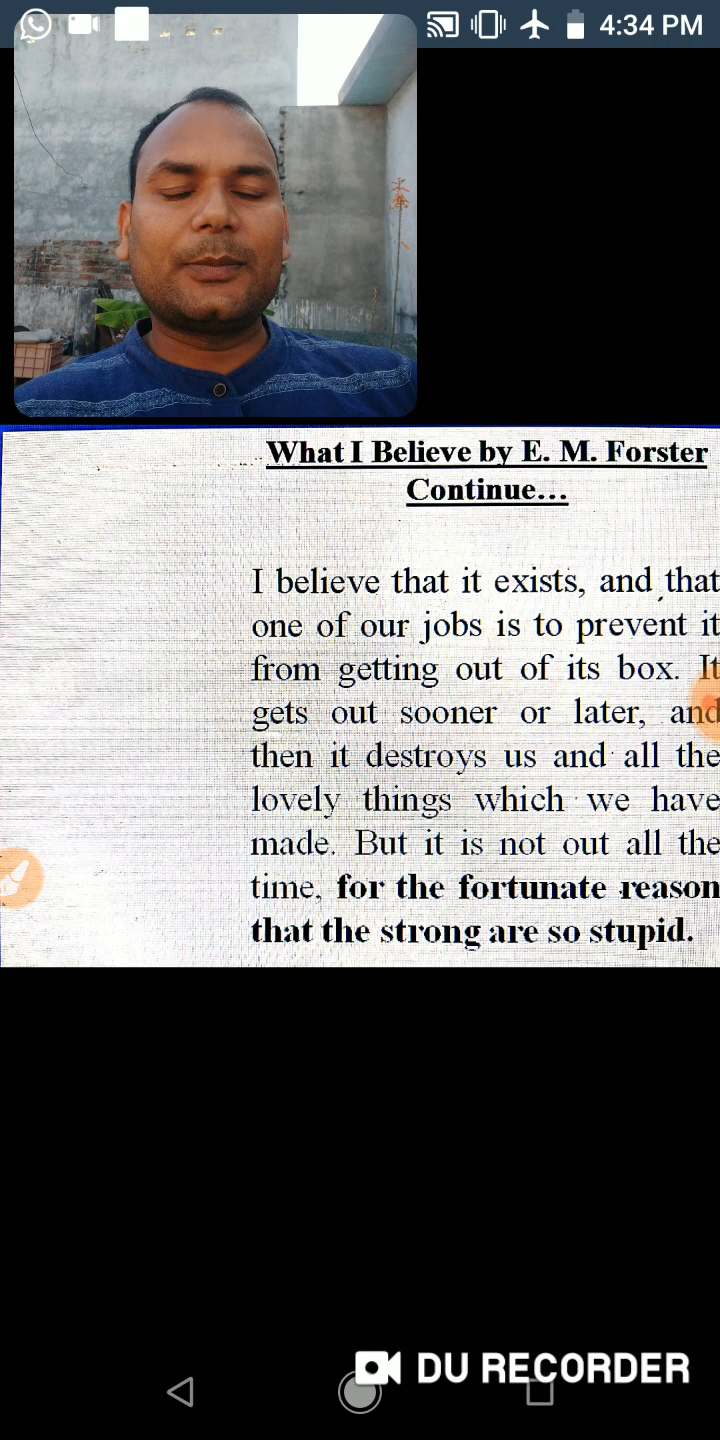 4:34 PM
What I Believe by E. M. Forster
Continue...
I believe that it exists, and that
one of our jobs is to prevent it
from getting out of its box. It
gets out sooner or later, and
then it destroys us and all the
lovely things which we have
made. But it is not out all the
time, for the fortunate reason
that the strong are so stupid.
DU RECORDER